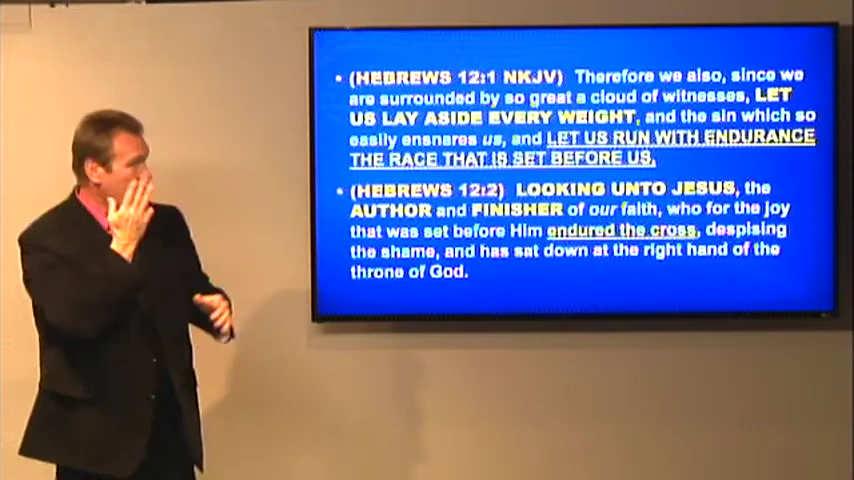 • (HEBREWS 12:1 NKJV) Therefore we also, since we
are surrounded by so great a cloud of witnesses, LET
US LAY ASIDE EVERY WEIGHT, and the sin which so
easily ensnares us, and LET US RUN WITH ENDURANCE
THE RACE THAT IS SET BEFORE US,
• (HEBREWS 12:2) LOOKING UNTO JESUS, the
AUTHOR and FINISHER of our faith, who for the joy
that was set before Him endured the cross, despising
the shame, and has sat down at the right hand of the
throne of God.